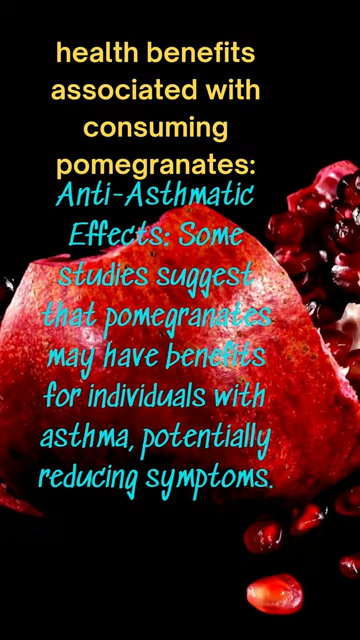 health benefits
associated with
consuming
pomegranates:
Anti-Asthmatic
Effects: Some
studies suggest
that pomegranates
may have benefits
for individuals with
asthma, potentially
reducing symptoms.